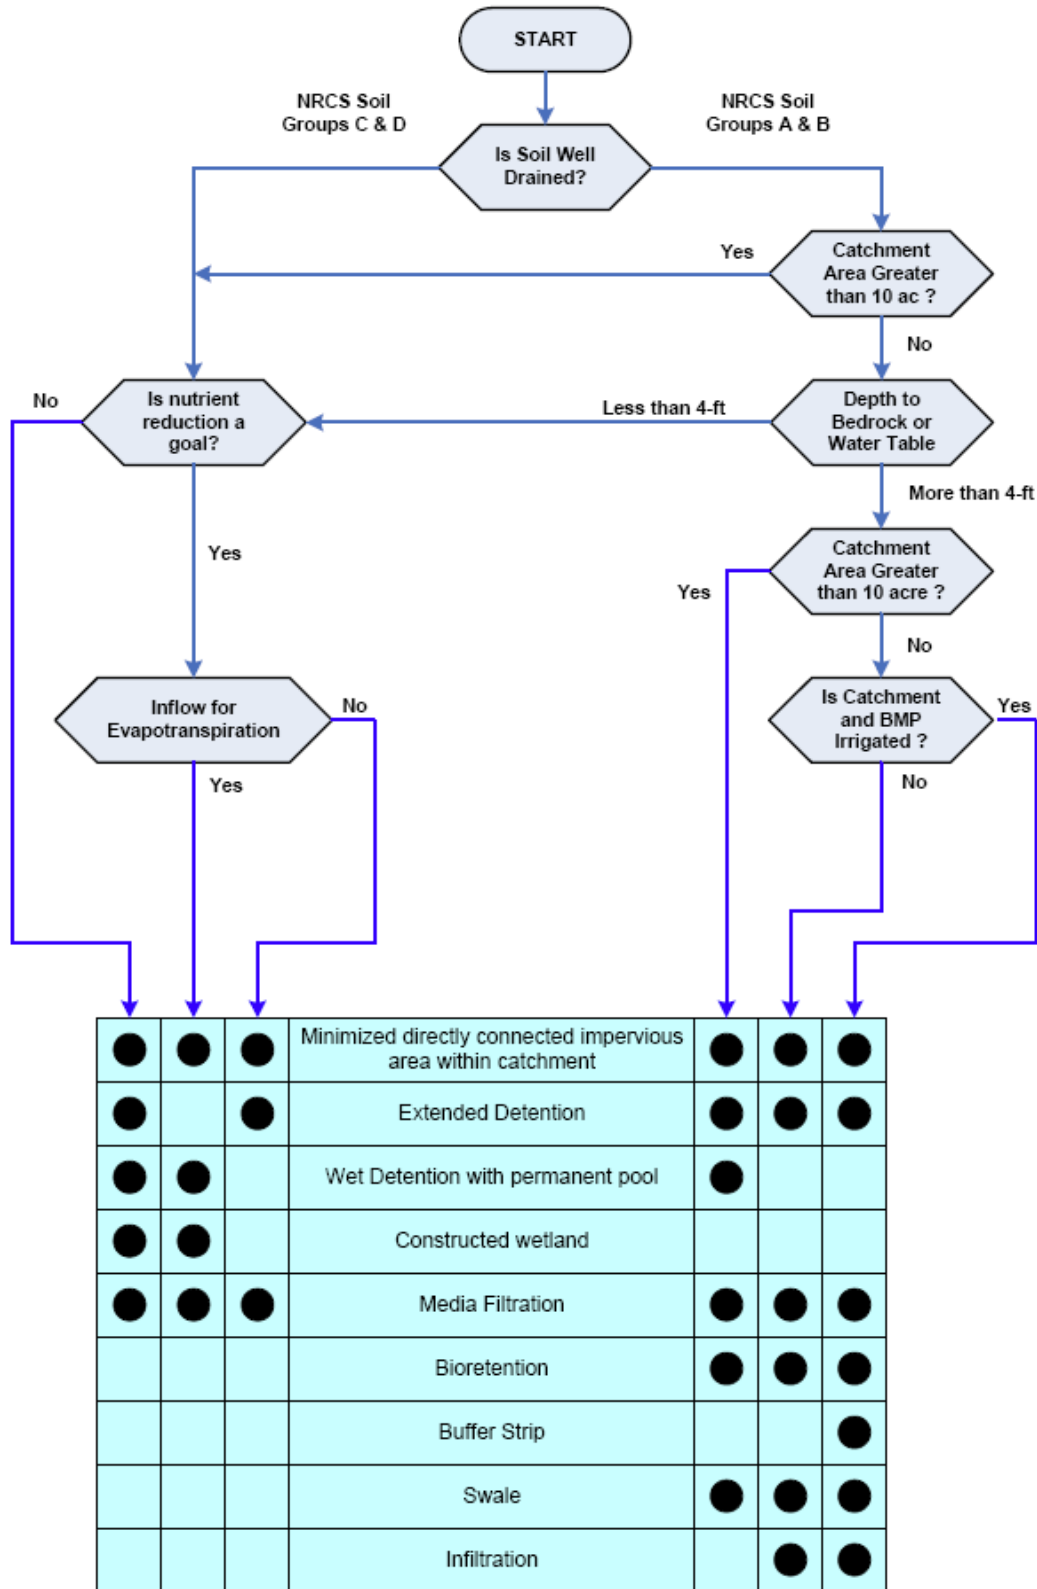 START
NRCS Soil
Groups C & D
NRCS Soil
Groups A & B
Is Soil Well
Drained?
Yes
Catchment
Area Greater
than 10 ac ?
No
No
Is nutrient
reduction a
goal?
Less than 4-ft
Depth to
Bedrock or
Water Table
More than 4-ft
Yes
Catchment
Area Greater
than 10 acre ?
Yes
No
Inflow for
Evapotranspiration
No
Is Catchment
and BMP
Irrigated ?
Yes
Yes
No
Minimized directly connected impervious
area within catchment
Extended Detention
Wet Detention with permanent pool
Constructed wetland
Media Filtration
Bioretention
Buffer Strip
Swale
Infiltration